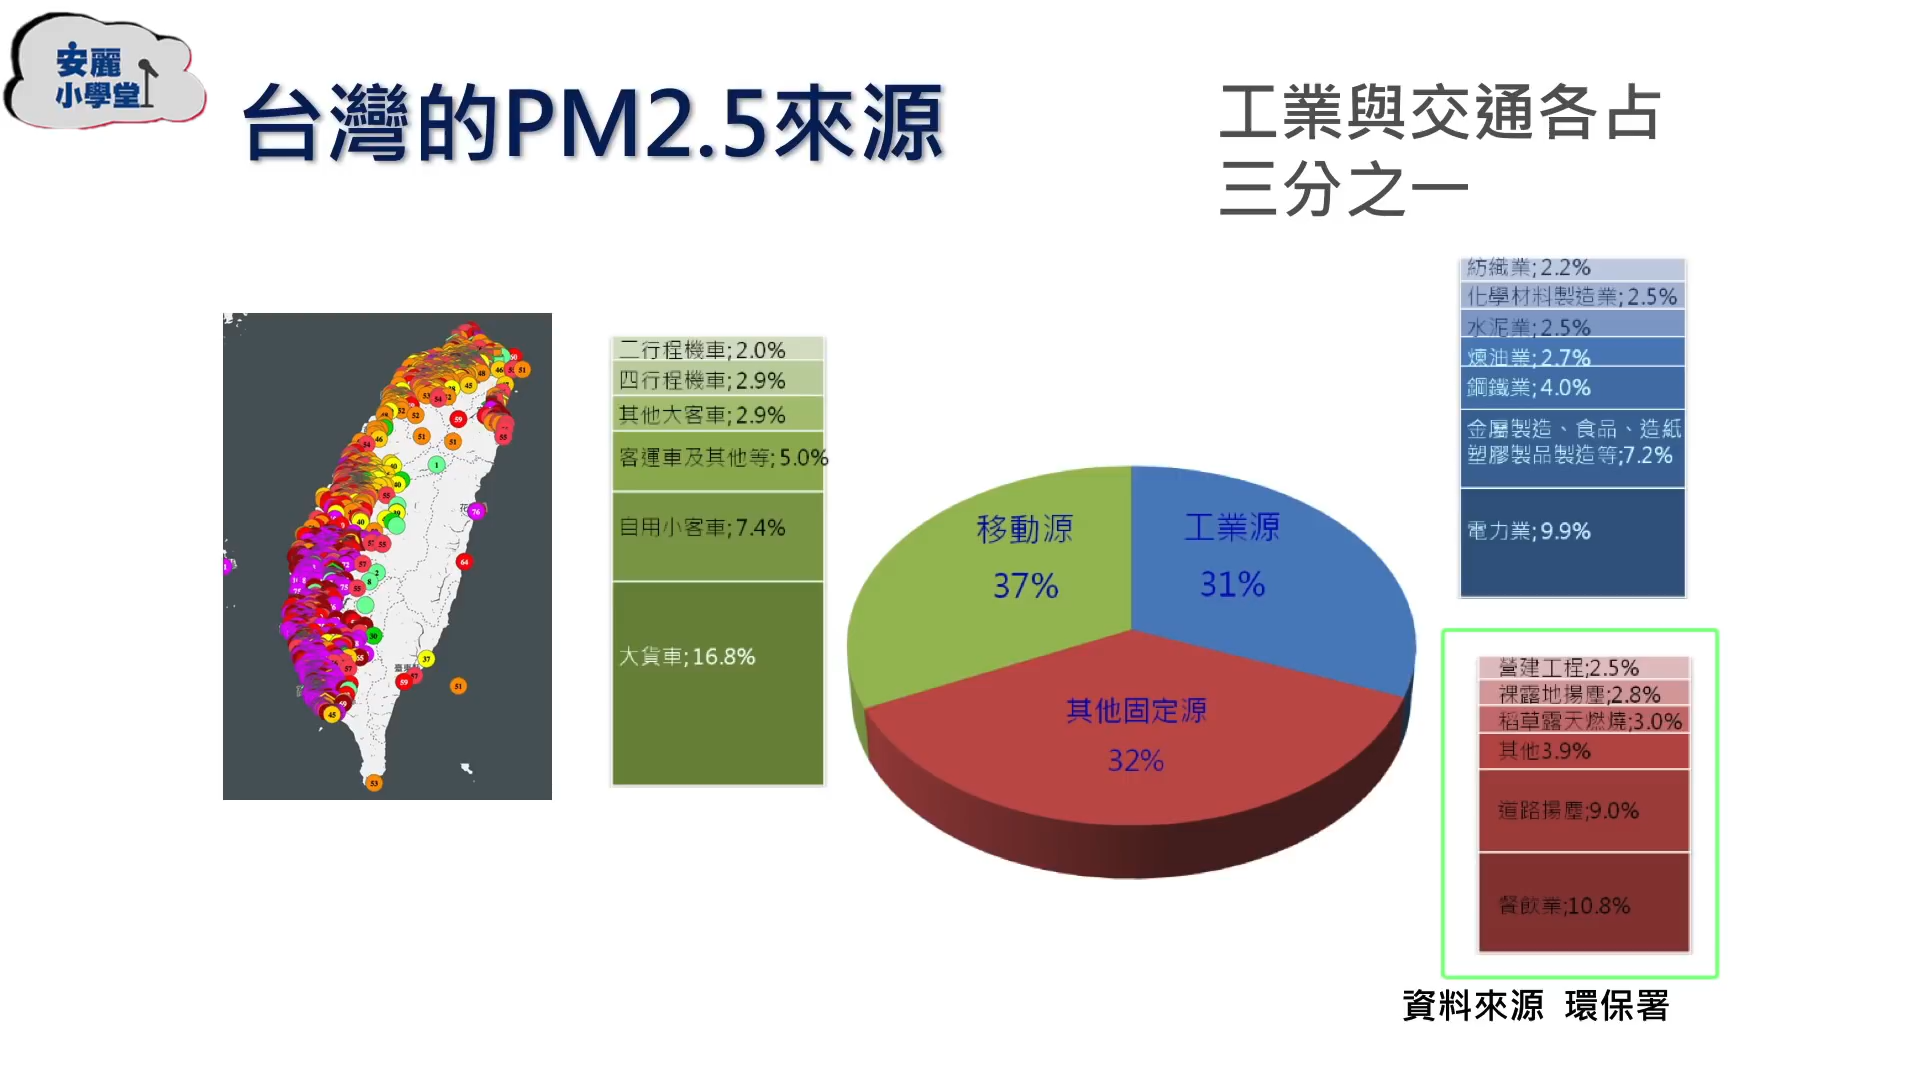 安麗
小學堂
台灣的PM2.5來源
工業與交通各占
三分之一
二行程機車;2.0%
四行程機車;2.9%
其他大客車;2.9%
客運車及其他等;5.0%
自用小客車;7.4%
大貨車;16.8%
移動源
37%
工業源
31%
其他固定源
32%
紡織業;2.2%
化學材料製造業;2.5%
水泥業;2.5%
煉油業;2.7%
鋼鐵業;4.0%
金屬製造、食品、造紙
塑膠製品製造等;7.2%
電力業;9.9%
營建工程;2.5%
裸露地揚塵;2.8%
稻草露天燃燒;3.0%
其他3.9%
道路揚塵;9.0%
餐飲業;10.8%
資料來源 環保署